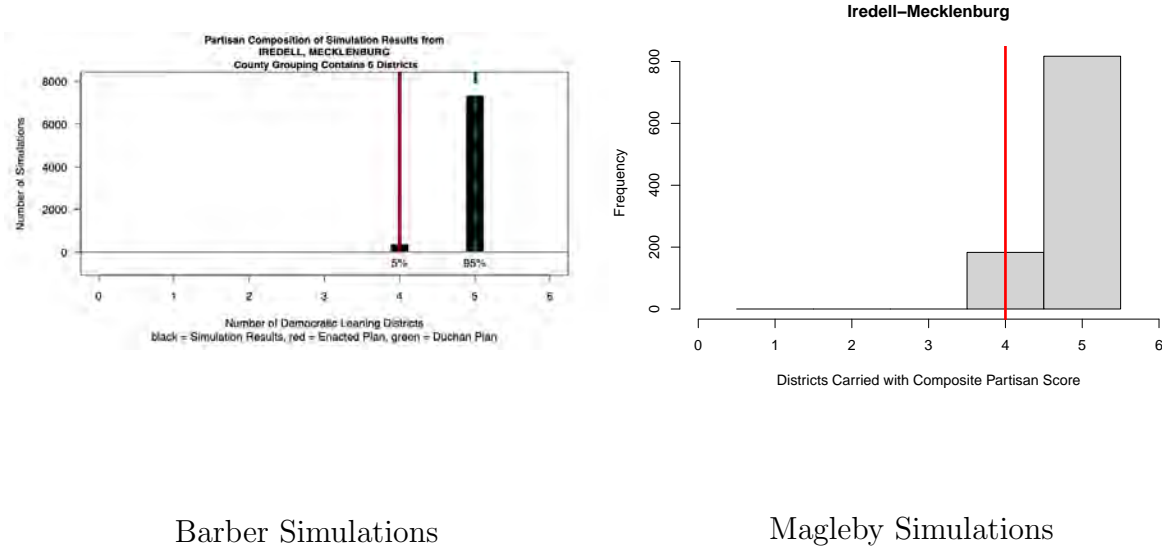 Partisan Composition of Simulation Results from
IREDELL, MECKLENBURG
County Grouping Contains 6 Districts
Number of Simulations
8000
6000
4000
2000
0
5%
95%
0 1 2 3 4 5 6
Number of Democratic Leaning Districts
black = Simulation Results, red = Enacted Plan, green = Duchan Plan
Barber Simulations
Iredell−Mecklenburg
Frequency
800
600
400
200
0
0 1 2 3 4 5 6
Districts Carried with Composite Partisan Score
Magleby Simulations